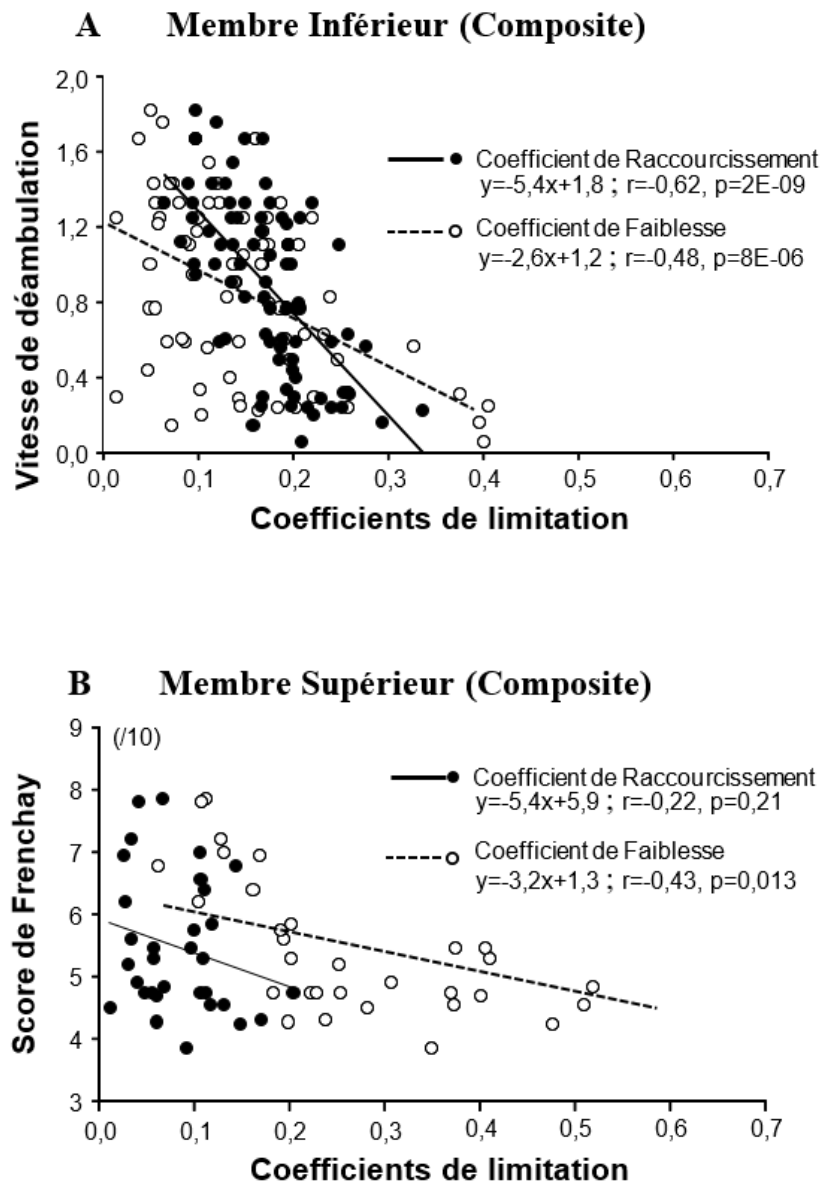 A Membre Inférieur (Composite)
2,0
1,6
1,2
0,8
0,4
0,0
Vitesse de déambulation
Coefficient de Raccourcissement
y=-5,4x+1,8 ; r=-0,62, p=2E-09
Coefficient de Faiblesse
y=-2,6x+1,2 ; r=-0,48, p=8E-06
0,0 0,1 0,2 0,3 0,4 0,5 0,6 0,7
Coefficients de limitation
B Membre Supérieur (Composite)
9
8
7
6
5
4
3
(/10)
Score de Frenchay
Coefficient de Raccourcissement
y=-5,4x+5,9 ; r=-0,22, p=0,21
Coefficient de Faiblesse
y=-3,2x+1,3 ; r=-0,43, p=0,013
0,0 0,1 0,2 0,3 0,4 0,5 0,6 0,7
Coefficients de limitation